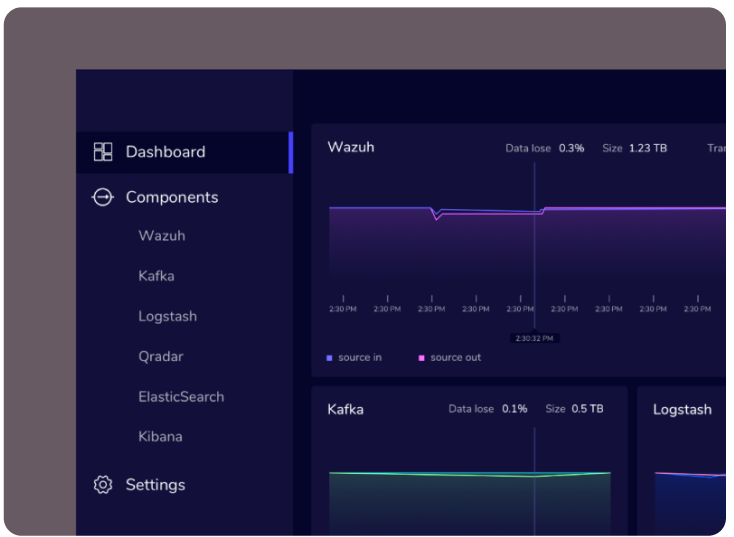 Dashboard
Components
Wazuh
Kafka
Logstash
Qradar
ElasticSearch
Kibana
Settings
Wazuh Data lose 0.3% Size 1.23 TB Tra
2:30 PM 2:30 PM 2:30 PM 2:30 PM 2:30 PM 2:30 PM 2:30 PM 2:30 PM 2:30 PM
2:30:32 PM
source in source out
Kafka Data lose 0.1% Size 0.5 TB
Logstash